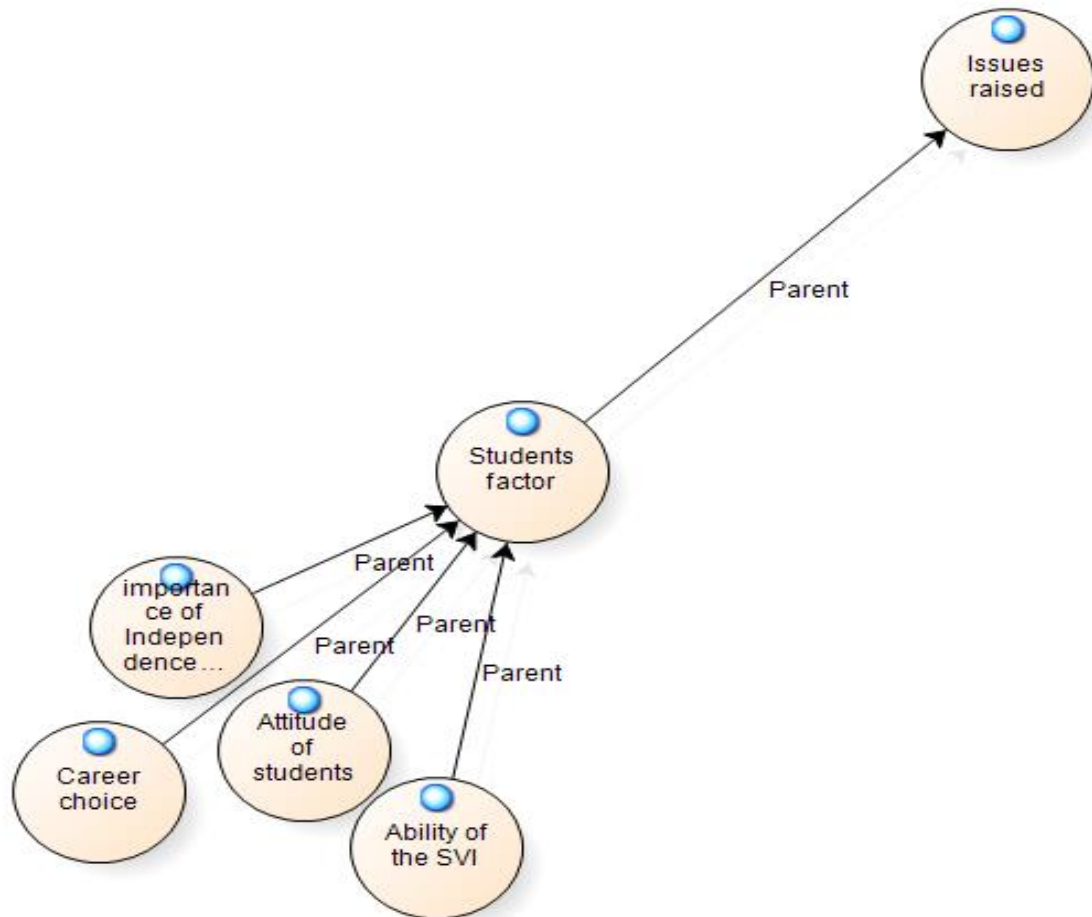 Issues
raised
Parent
Students
factor
Parent
importan
ce of
Indepen
dence...
Parent
Parent
Parent
Attitude
of
students
Career
choice
Ability of
the SVI